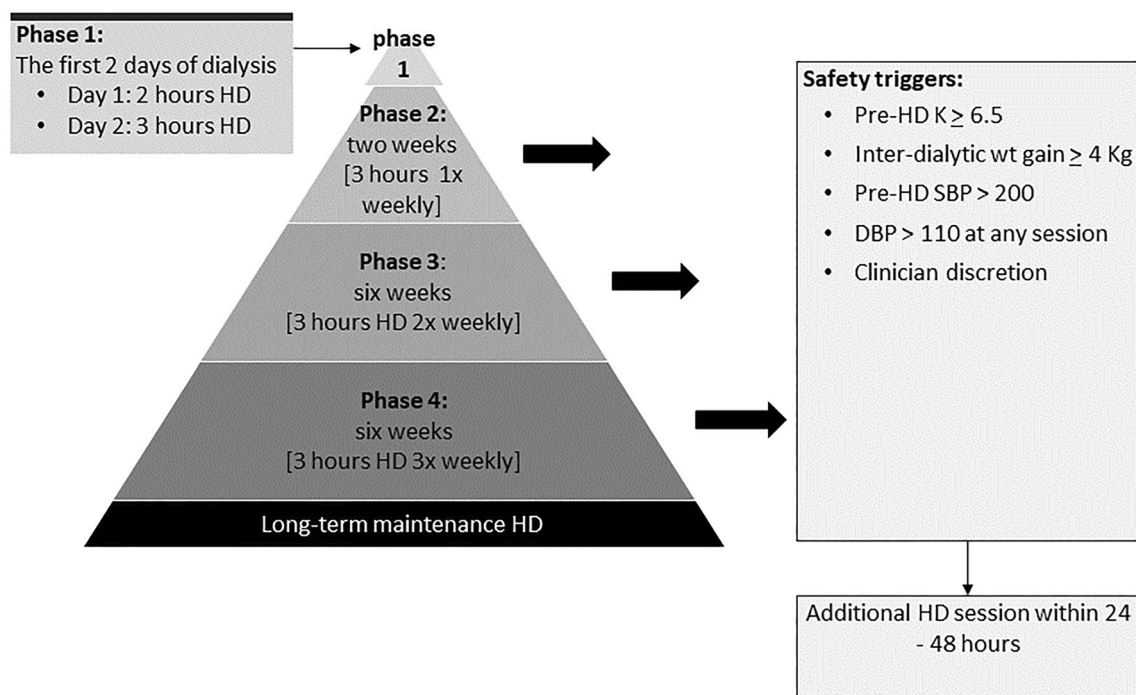 Phase 1:
The first 2 days of dialysis
• Day 1: 2 hours HD
• Day 2: 3 hours HD
phase
1
Phase 2:
two weeks
[3 hours 1x
weekly]
Phase 3:
six weeks
[3 hours HD 2x weekly]
Phase 4:
six weeks
[3 hours HD 3x weekly]
Long-term maintenance HD
Safety triggers:
• Pre-HD K ≥ 6.5
• Inter-dialytic wt gain ≥ 4 Kg
• Pre-HD SBP > 200
• DBP > 110 at any session
• Clinician discretion
Additional HD session within 24
- 48 hours